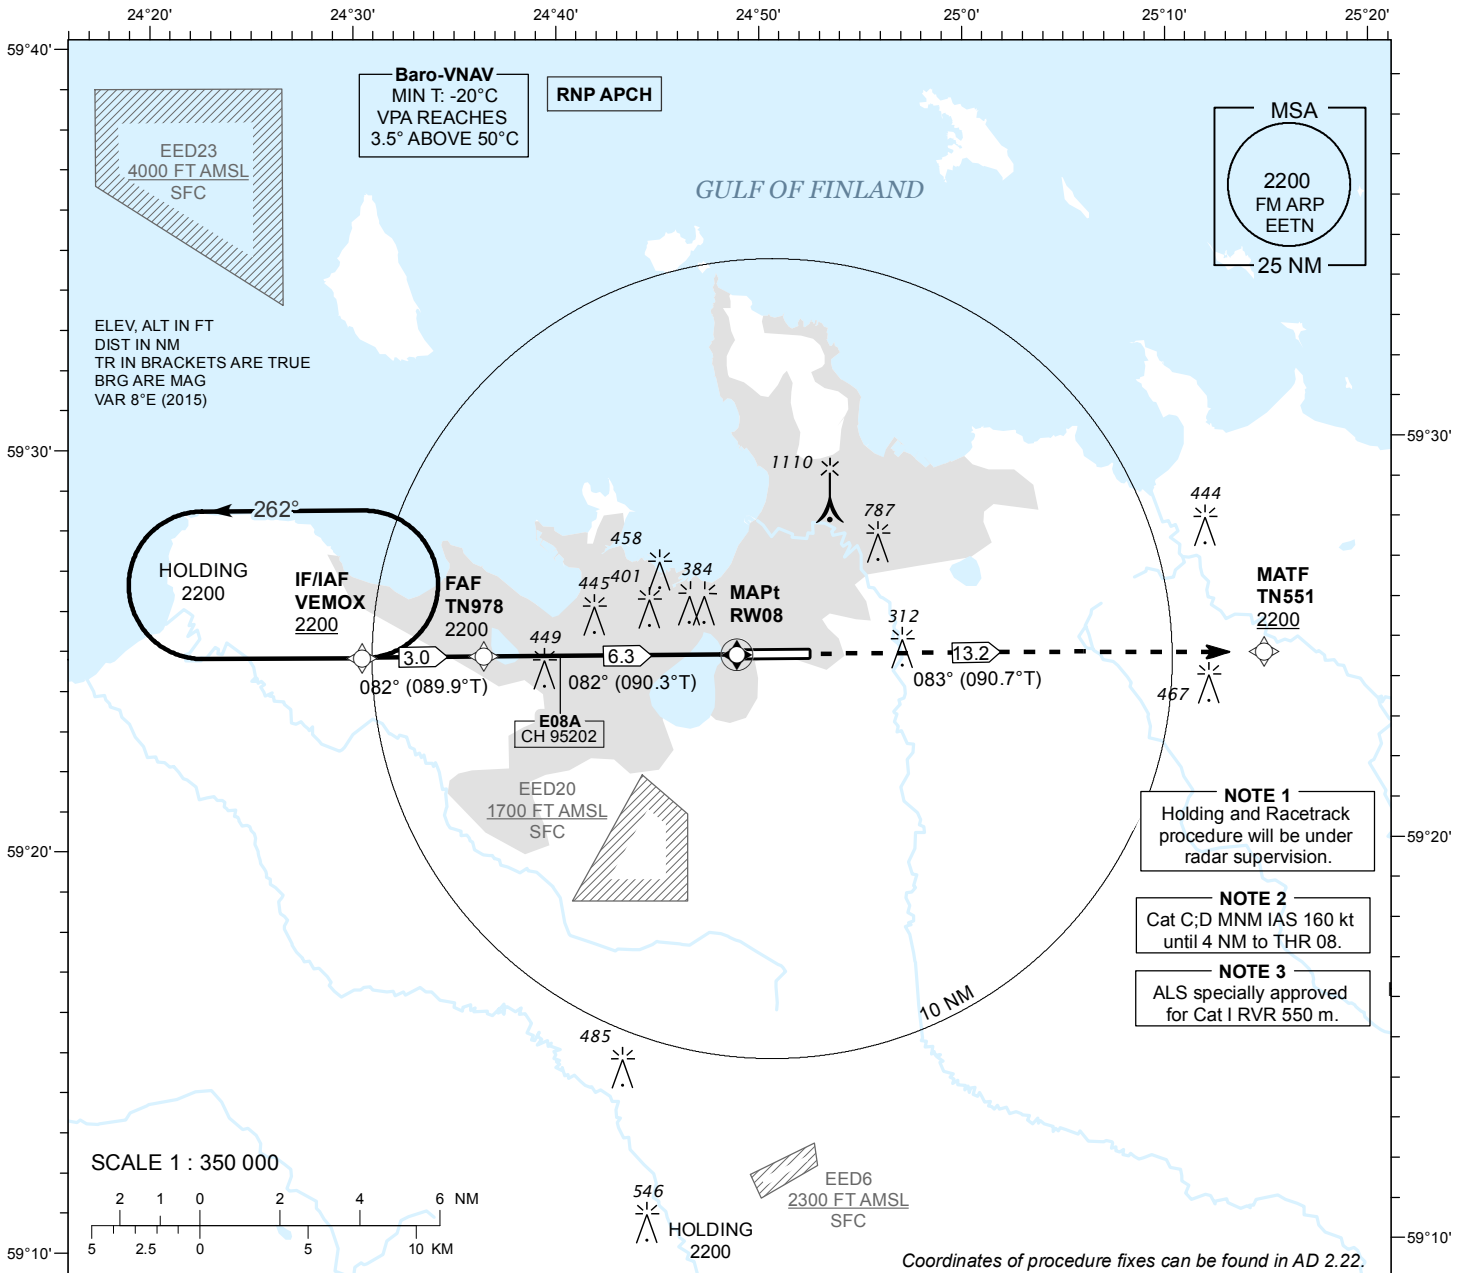 24°20' 24°30' 24°40' 24°50' 25°0' 25°10' 25°20'
59°40'
Baro-VNAV
MIN T: -20°C
VPA REACHES
3.5° ABOVE 50°C
RNP APCH
MSA
2200
FM ARP
EETN
25 NM
EED23
4000 FT AMSL
SFC
GULF OF FINLAND
ELEV, ALT IN FT
DIST IN NM
TR IN BRACKETS ARE TRUE
BRG ARE MAG
VAR 8°E (2015)
59°30'
59°30'
1110
787
444
262°
458
HOLDING
2200
IF/IAF
VEMOX
2200
FAF
TN978
2200
445
401
384
MAPt
RW08
312
MATF
TN551
2200
449
3.0
6.3
13.2
082° (089.9°T)
082° (090.3°T)
083° (090.7°T)
467
E08A
CH 95202
EED20
1700 FT AMSL
SFC
NOTE 1
Holding and Racetrack
procedure will be under
radar supervision.
59°20'
59°20'
NOTE 2
Cat C;D MNM IAS 160 kt
until 4 NM to THR 08.
NOTE 3
ALS specially approved
for Cat I RVR 550 m.
10 NM
485
SCALE 1 : 350 000
2 1 0 2 4 6 NM
5 2.5 0 5 10 KM
EED6
2300 FT AMSL
SFC
546
HOLDING
2200
59°10'
59°10'
Coordinates of procedure fixes can be found in AD 2.22.